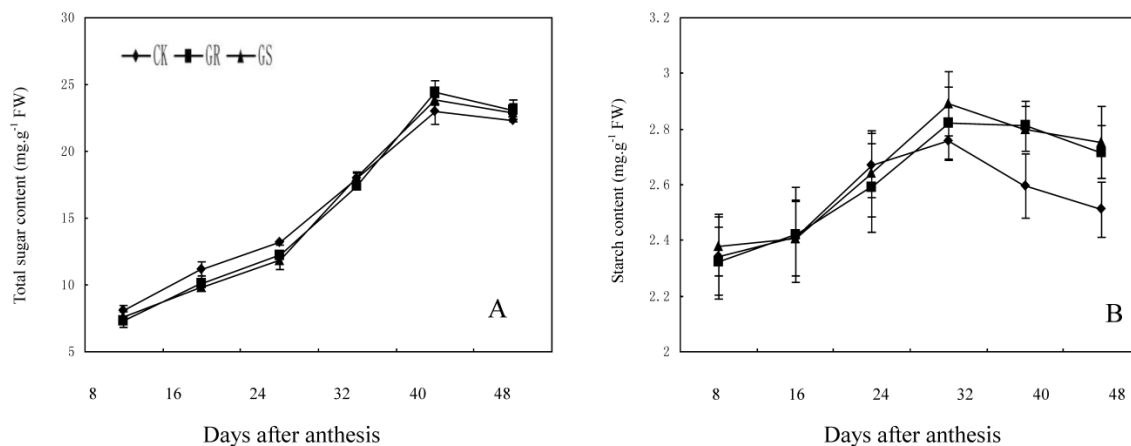 30
25
20
15
10
5
Total sugar content (mg.g-1 FW)
CK GR GS
A
8 16 24 32 40 48
Days after anthesis
3.2
3
2.8
2.6
2.4
2.2
2
Starch content (mg.g-1 FW)
B
8 16 24 32 40 48
Days after anthesis